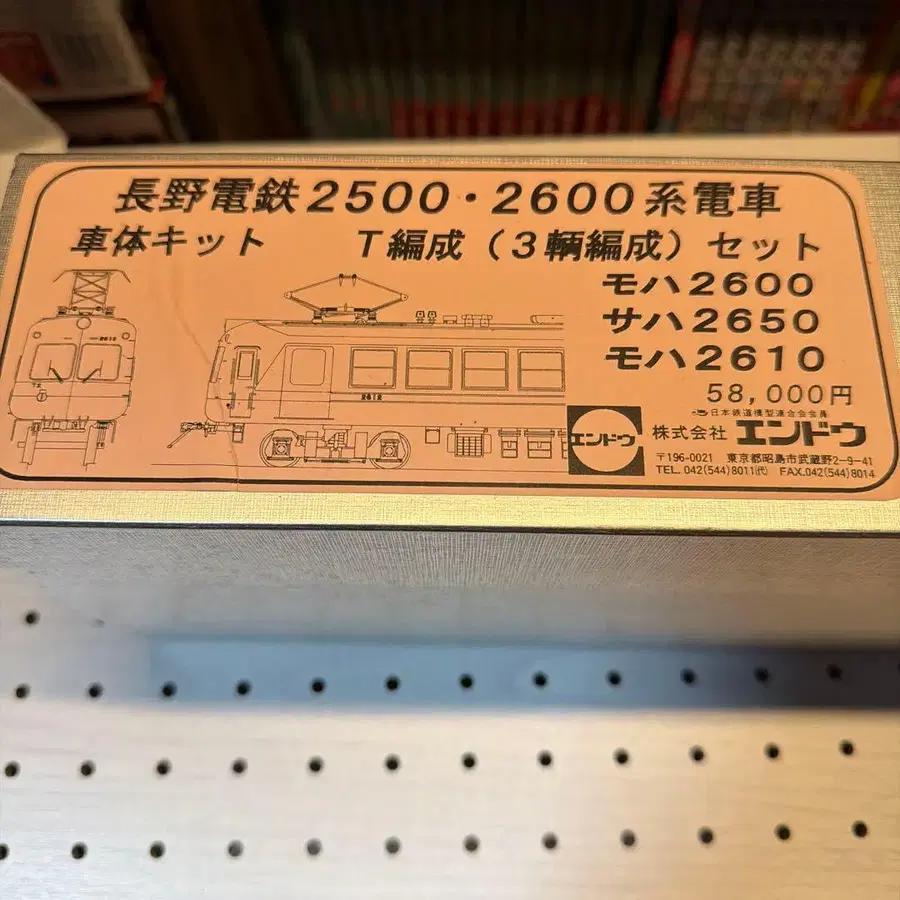 長野電鉄2500・2600系電車
車体キット T編成(3輌編成)セット
モハ2600
サハ2650
モハ2610
58,000円
日本鉄道模型連合会会員
エンドウ 株式会社 エンドウ
〒196-0021 東京都昭島市武蔵野2-9-41
TEL.042(544)8011(代) FAX.042(544)8014
2612